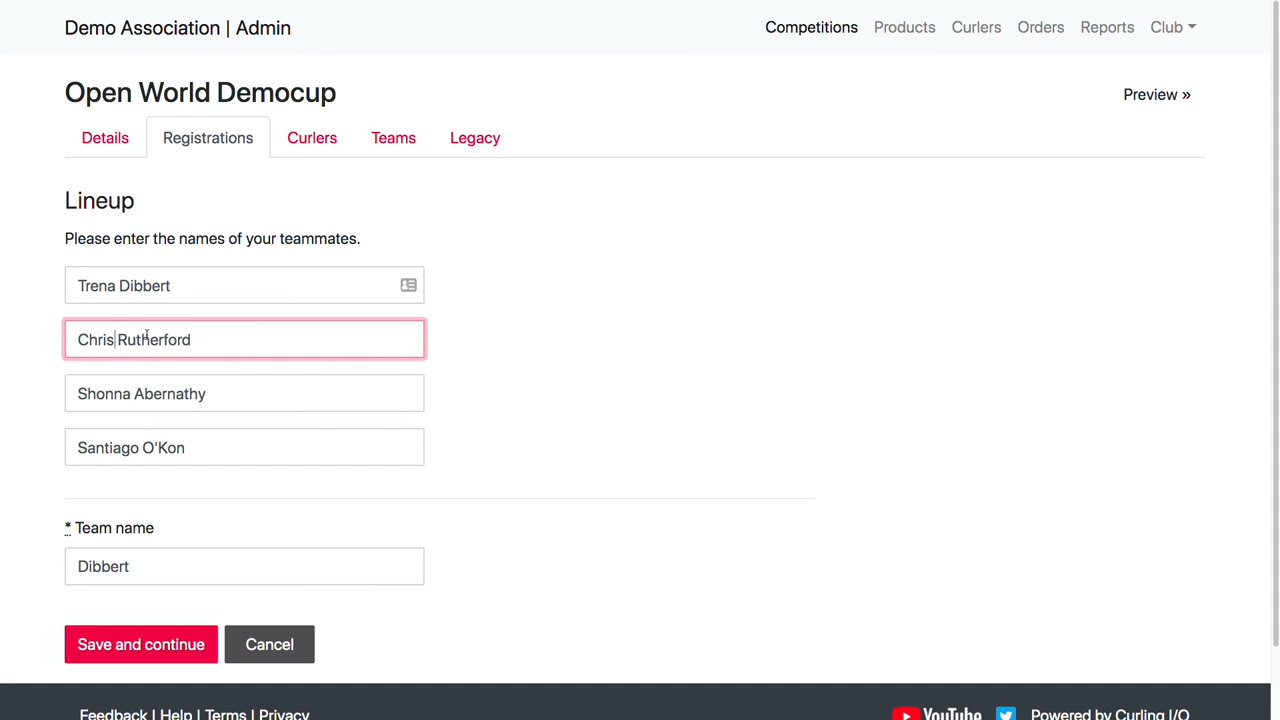 Demo Association | Admin
Competitions Products Curlers Orders Reports Club
Open World Democup
Preview »
Details Registrations Curlers Teams Legacy
Lineup
Please enter the names of your teammates.
Trena Dibbert
Chris Rutherford
Shonna Abernathy
Santiago O'Kon
* Team name
Dibbert
Save and continue Cancel
Feedback | Help | Terms | Privacy YouTube Powered by Curling I/O